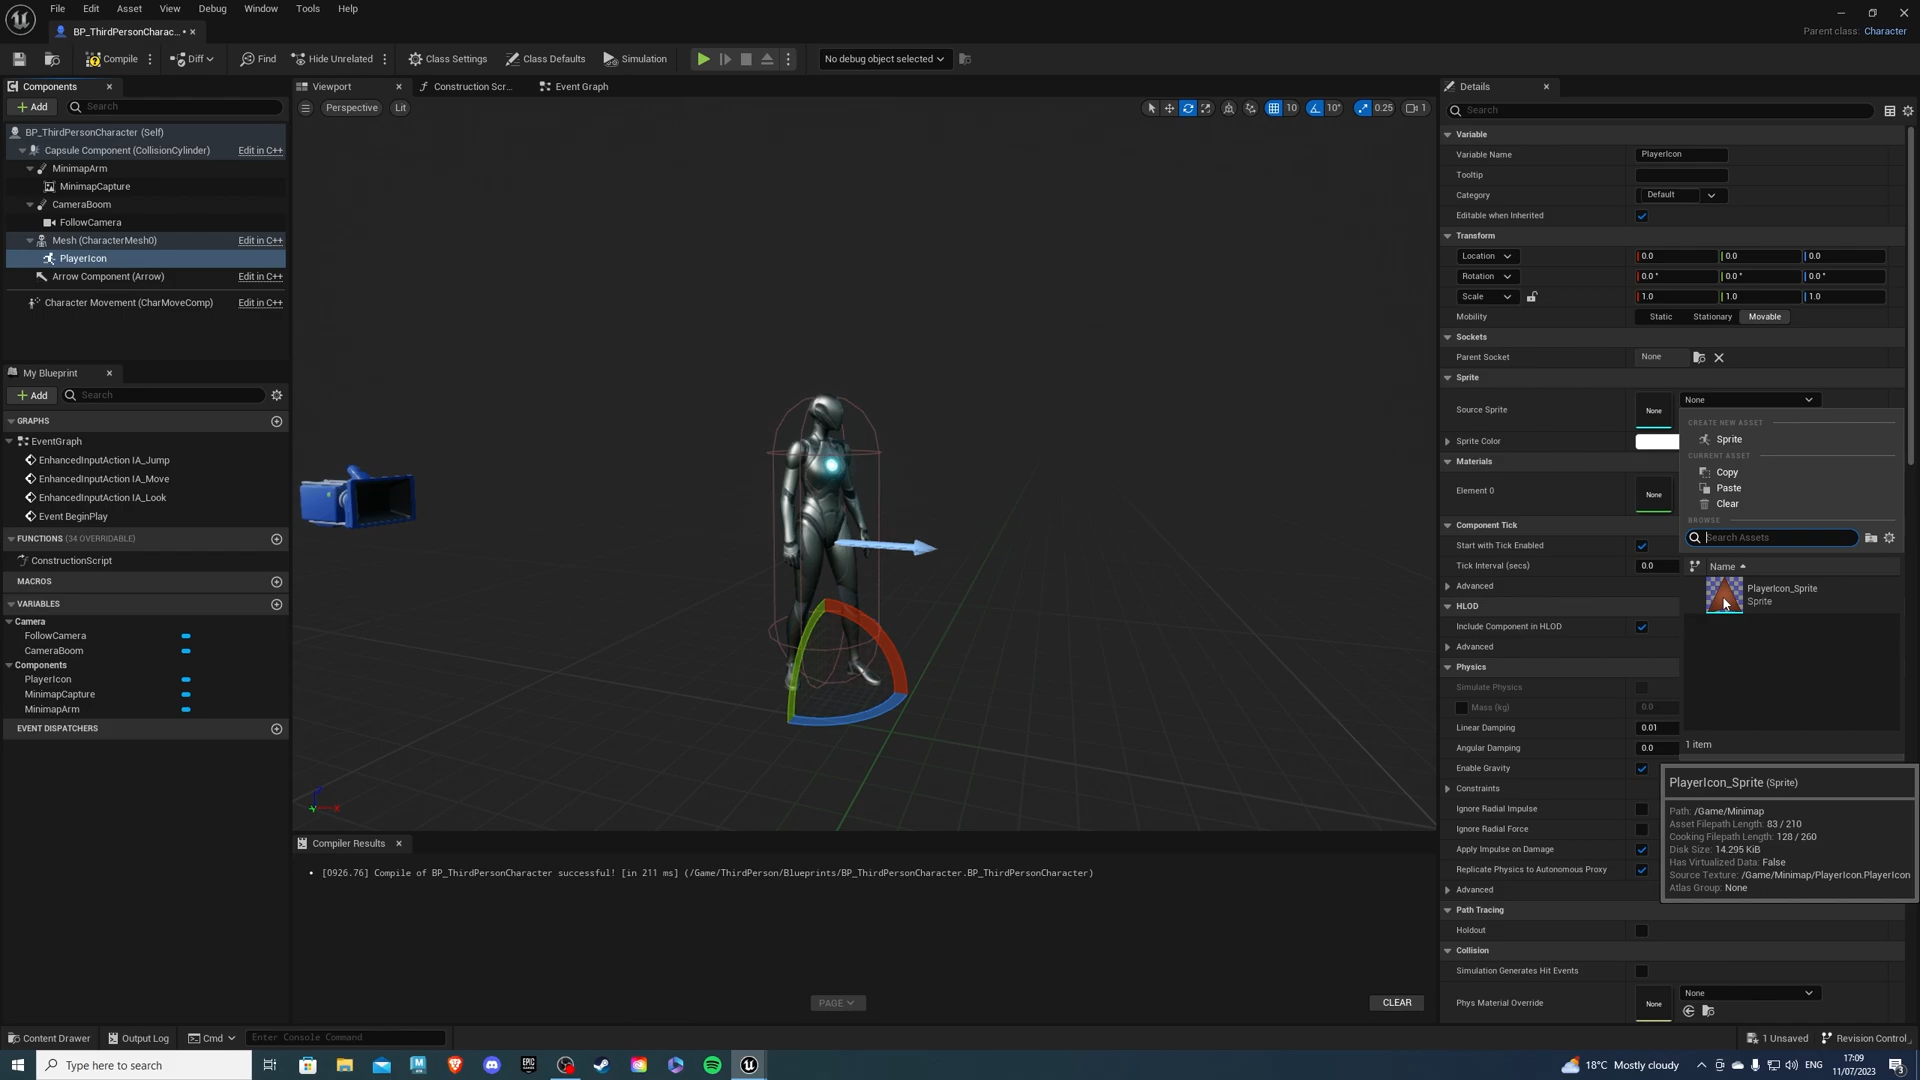 File Edit Asset View Debug Window Tools Help
BP_ThirdPersonCharac... •
Parent class: Character
Compile Diff Find Hide Unrelated Class Settings Class Defaults Simulation No debug object selected
Components
Add Search
BP_ThirdPersonCharacter (Self)
Capsule Component (CollisionCylinder) Edit in C++
MinimapArm
MinimapCapture
CameraBoom
FollowCamera
Mesh (CharacterMesh0) Edit in C++
PlayerIcon
Arrow Component (Arrow) Edit in C++
Character Movement (CharMoveComp) Edit in C++
My Blueprint
Add Search
GRAPHS
EventGraph
EnhancedInputAction IA_Jump
EnhancedInputAction IA_Move
EnhancedInputAction IA_Look
Event BeginPlay
FUNCTIONS (34 OVERRIDABLE)
ConstructionScript
MACROS
VARIABLES
Camera
FollowCamera
CameraBoom
Components
PlayerIcon
MinimapCapture
MinimapArm
EVENT DISPATCHERS
Viewport Construction Scr... Event Graph
Perspective Lit
10 10° 0.25 1
Compiler Results
• [0926.76] Compile of BP_ThirdPersonCharacter successful! [in 211 ms] (/Game/ThirdPerson/Blueprints/BP_ThirdPersonCharacter.BP_ThirdPersonCharacter)
PAGE
CLEAR
Details
Search
Variable
Variable Name PlayerIcon
Tooltip
Category Default
Editable when Inherited
Transform
Location 0.0 0.0 0.0
Rotation 0.0 ° 0.0 ° 0.0 °
Scale 1.0 1.0 1.0
Mobility Static Stationary Movable
Sockets
Parent Socket None
Sprite
Source Sprite None None
Sprite Color
Materials
Element 0 None
Component Tick
Start with Tick Enabled
Tick Interval (secs) 0.0
Advanced
HLOD
Include Component in HLOD
Advanced
Physics
Simulate Physics
Mass (kg) 0.0
Linear Damping 0.01
Angular Damping 0.0
Enable Gravity
Constraints
Ignore Radial Impulse
Ignore Radial Force
Apply Impulse on Damage
Replicate Physics to Autonomous Proxy
Advanced
Path Tracing
Holdout
Collision
Simulation Generates Hit Events
Phys Material Override None None
CREATE NEW ASSET
Sprite
CURRENT ASSET
Copy
Paste
Clear
BROWSE
Search Assets
Name
PlayerIcon_Sprite
Sprite
1 item
PlayerIcon_Sprite (Sprite)
Path: /Game/Minimap
Asset Filepath Length: 83 / 210
Cooking Filepath Length: 128 / 260
Disk Size: 14.295 KiB
Has Virtualized Data: False
Source Texture: /Game/Minimap/PlayerIcon.PlayerIcon
Atlas Group: None
Content Drawer Output Log Cmd Enter Console Command 1 Unsaved Revision Control
Type here to search
18°C Mostly cloudy ENG 17:09
11/07/2023